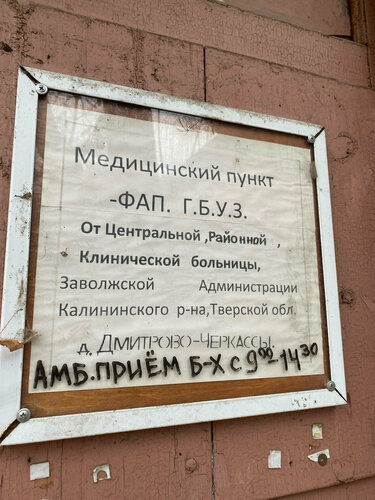 Медицинский пункт
-ФАП. Г.Б.У.З.
От Центральной ,Районной ,
Клинической больницы,
Заволжской Администрации
Калининского р-на,Тверской обл.
д. ДМИТРОВО-ЧЕРКАССЫ.
АМБ.ПРИЁМ Б-Х С 9⁰⁰-14³⁰